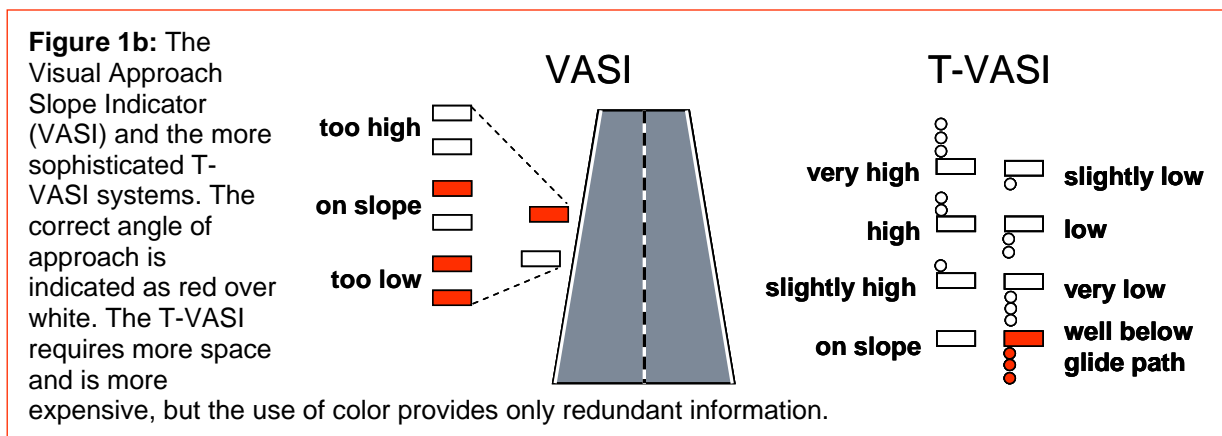 Figure 1b: The
Visual Approach
Slope Indicator
(VASI) and the more
sophisticated T-
VASI systems. The
correct angle of
approach is
indicated as red over
white. The T-VASI
requires more space
and is more
expensive, but the use of color provides only redundant information.
VASI
too high
on slope
too low
T-VASI
very high
high
slightly high
on slope
slightly low
low
very low
well below
glide path